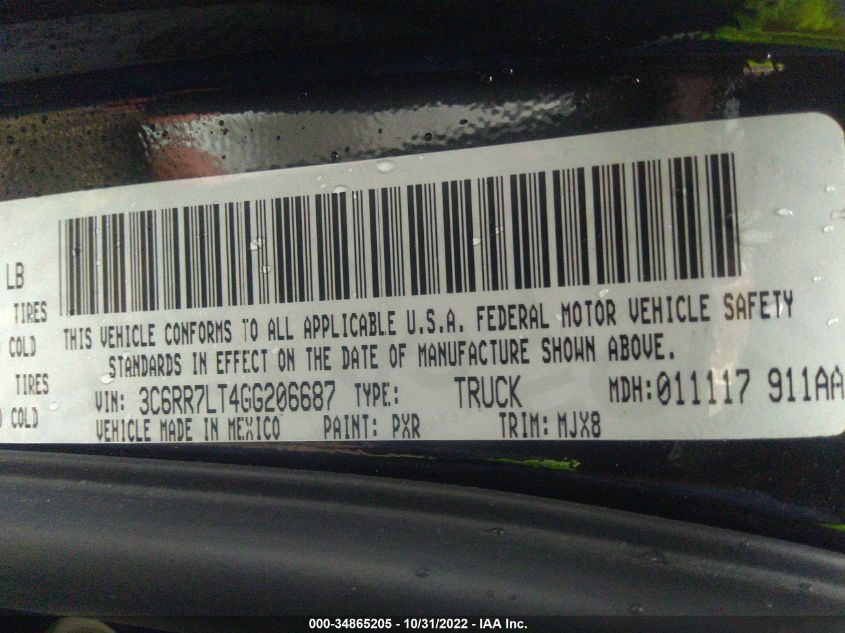 LB
TIRES
COLD
THIS VEHICLE CONFORMS TO ALL APPLICABLE U.S.A. FEDERAL MOTOR VEHICLE SAFETY
STANDARDS IN EFFECT ON THE DATE OF MANUFACTURE SHOWN ABOVE.
TIRES
COLD
VIN: 3C6RR7LT4GG206687 TYPE: TRUCK MDH:011117 911AA
VEHICLE MADE IN MEXICO PAINT: PXR TRIM: MJX8
000-34865205 - 10/31/2022 - IAA Inc.